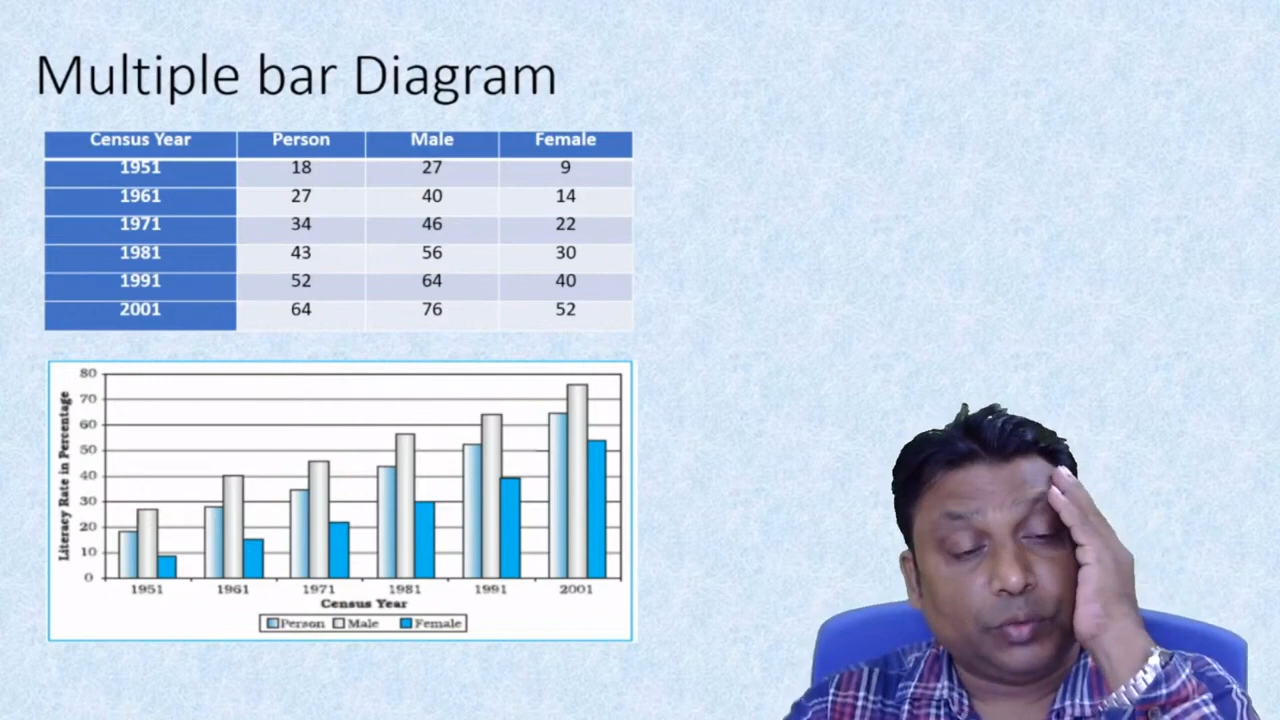 Multiple bar Diagram
Census Year Person Male Female
1951 18 27 9
1961 27 40 14
1971 34 46 22
1981 43 56 30
1991 52 64 40
2001 64 76 52
Literacy Rate in Percentage
80
70
60
50
40
30
20
10
0
1951 1961 1971 1981 1991 2001
Census Year
Person Male Female